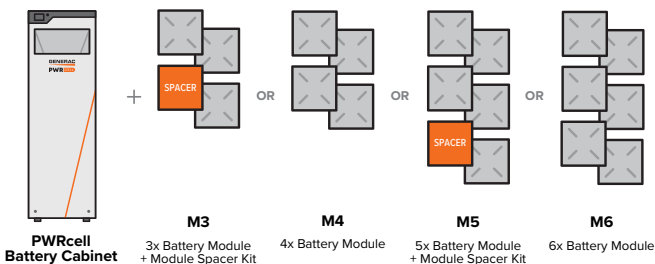 GENERAC
PWRcell
+
SPACER
OR
OR
SPACER
OR
PWRcell
Battery Cabinet
M3
3x Battery Module
+ Module Spacer Kit
M4
4x Battery Module
M5
5x Battery Module
+ Module Spacer Kit
M6
6x Battery Module